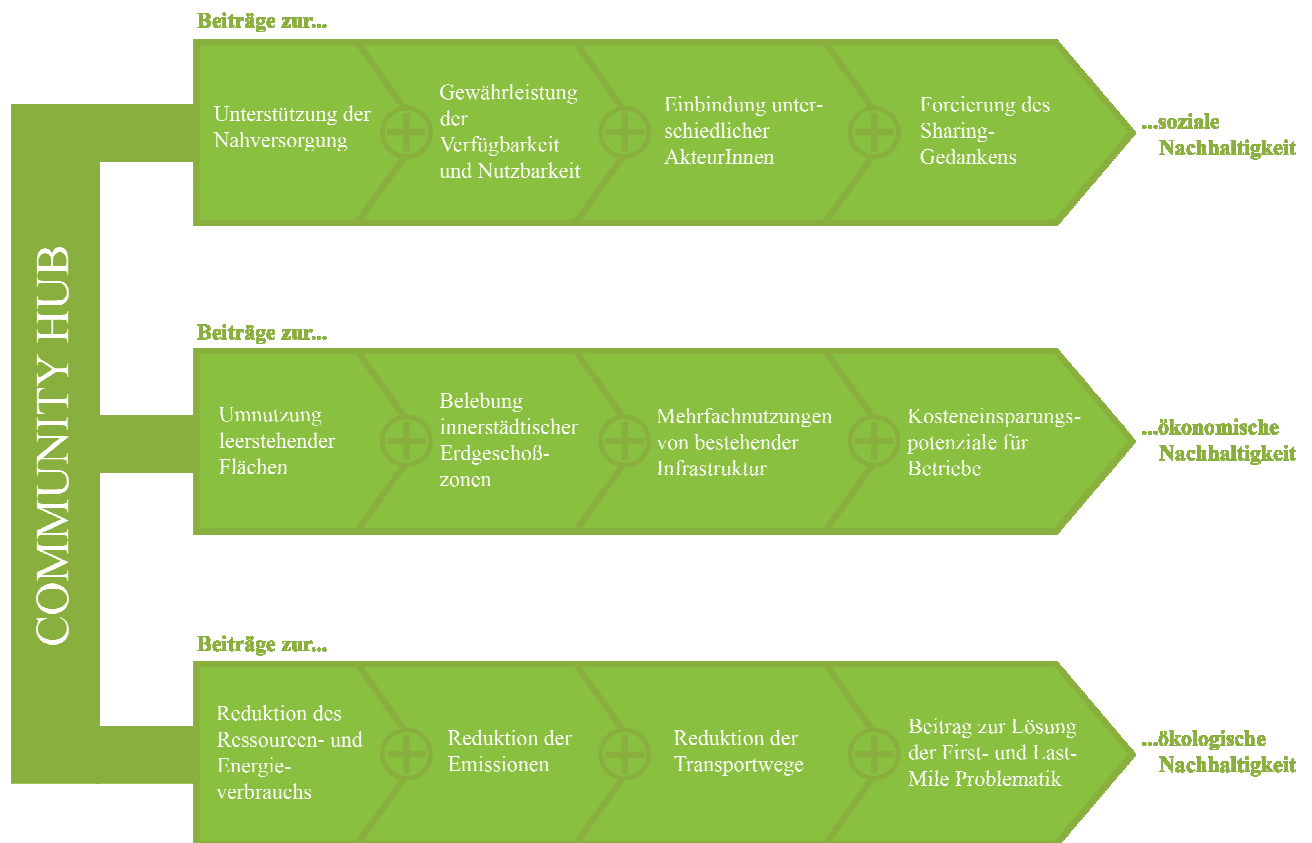 COMMUNITY HUB
Beiträge zur...
Unterstützung der
Nahversorgung
Gewährleistung
der
Verfügbarkeit
und Nutzbarkeit
Einbindung unter-
schiedlicher
AkteurInnen
Forcierung des
Sharing-
Gedankens
...soziale
Nachhaltigkeit
Beiträge zur...
Umnutzung
leerstehender
Flächen
Belebung
innerstädtischer
Erdgeschoß-
zonen
Mehrfachnutzungen
von bestehender
Infrastruktur
Kosteneinsparungs-
potenziale für
Betriebe
...ökonomische
Nachhaltigkeit
Beiträge zur...
Reduktion des
Ressourcen- und
Energie-
verbrauchs
Reduktion der
Emissionen
Reduktion der
Transportwege
Beitrag zur Lösung
der First- und Last-
Mile Problematik
...ökologische
Nachhaltigkeit